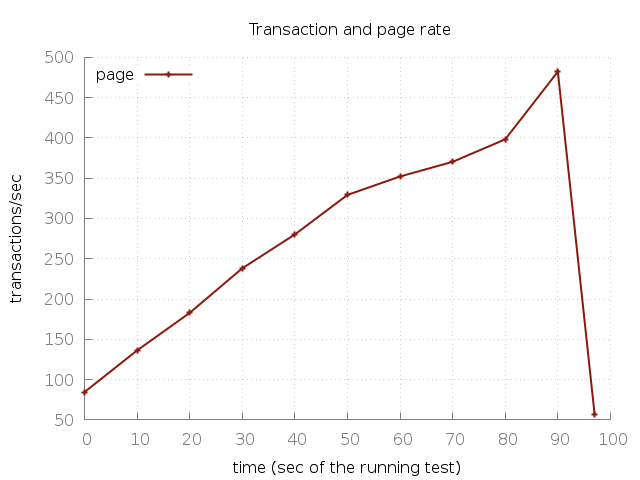 Transaction and page rate
page
500
450
400
350
300
250
200
150
100
50
0 10 20 30 40 50 60 70 80 90 100
transactions/sec
time (sec of the running test)